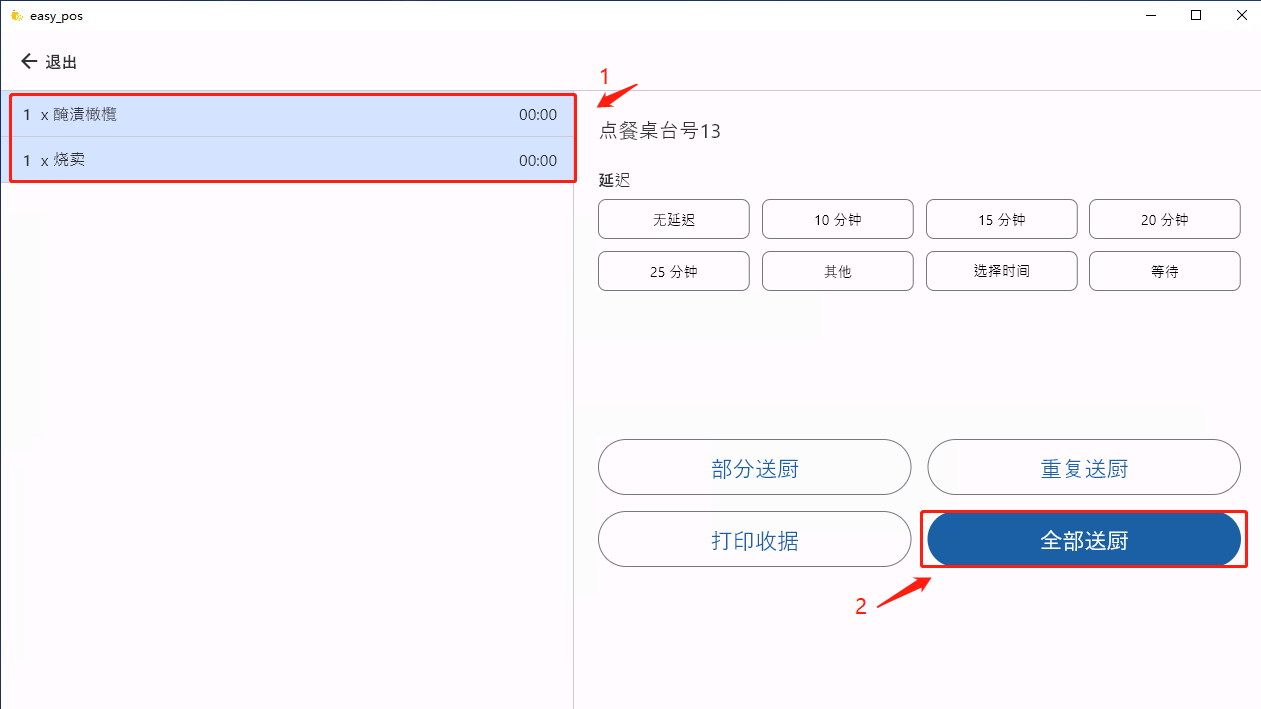 easy_pos
退出
1 x 醃漬橄欖 00:00
1 x 烧卖 00:00
1
点餐桌台号13
延迟
无延迟 10 分钟 15 分钟 20 分钟
25 分钟 其他 选择时间 等待
部分送厨 重复送厨
打印收据 全部送厨
2